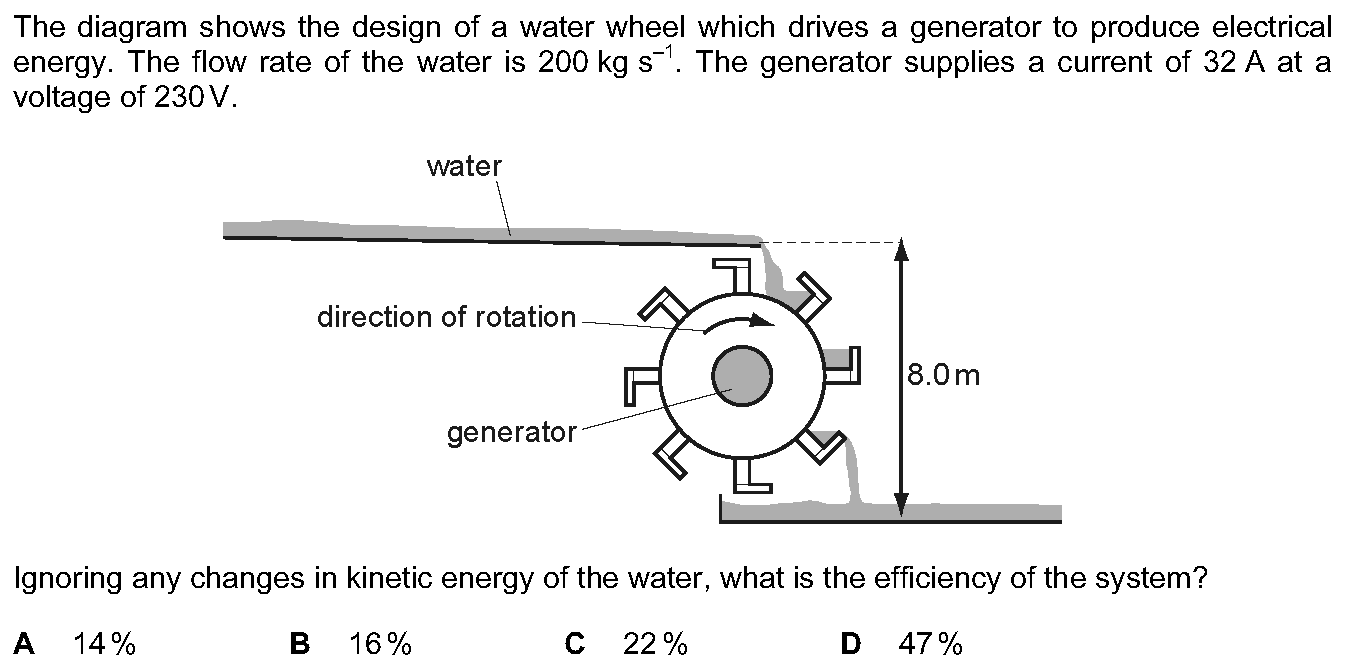 The diagram shows the design of a water wheel which drives a generator to produce electrical
energy. The flow rate of the water is 200 kg s⁻¹. The generator supplies a current of 32 A at a
voltage of 230 V.
water
direction of rotation
8.0 m
generator
Ignoring any changes in kinetic energy of the water, what is the efficiency of the system?
A 14 % B 16 % C 22 % D 47 %